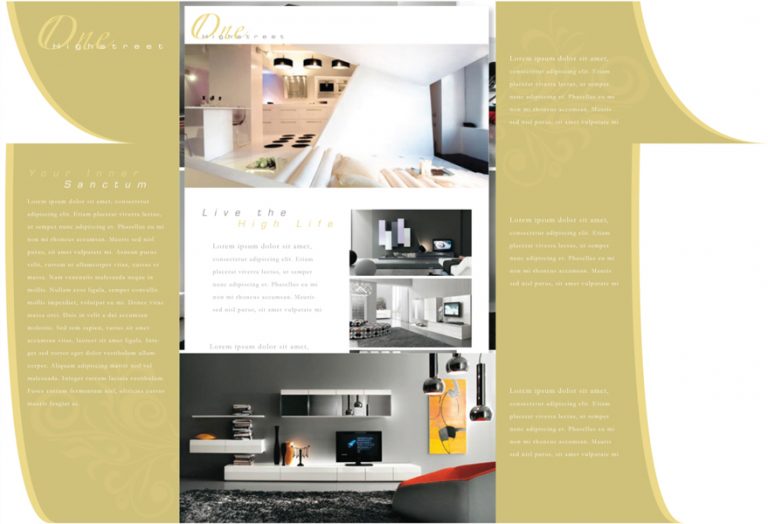 One
Highstreet
Your Inner
Sanctum
Lorem ipsum dolor sit amet, consectetur
adipiscing elit. Etiam placerat viverra lectus,
ut semper nunc adipiscing et. Phasellus eu mi
non mi rhoncus accumsan. Mauris sed nisl
purus, sit amet vulputate mi. Aenean purus
velit, rutrum ut ullamcorper vitae, cursus et
massa. Nam venenatis malesuada neque in
mollis. Nullam arcu ligula, semper convallis
mollis imperdiet, volutpat eu mi. Donec vitae
massa orci. Duis in velit a dui accumsan
molestie. Sed sem sapien, varius sit amet
accumsan vitae, laoreet sit amet ligula. Inte-
ger sed tortor eget dolor vestibulum ullam-
corper. Aliquam adipiscing mattis sed vel
malesuada. Integer rutrum iaculis vestibulum.
Fusce rutrum fermentum nisi, ultricies cursus
mauris feugiat ac.
One
Highstreet
Live the
High Life
Lorem ipsum dolor sit amet,
consectetur adipiscing elit. Etiam
placerat viverra lectus, ut semper
nunc adipiscing et. Phasellus eu mi
non mi rhoncus accumsan. Mauris
sed nisl purus, sit amet vulputate mi
Lorem ipsum dolor sit amet,
Lorem ipsum dolor sit amet,
consectetur adipiscing elit. Etiam
placerat viverra lectus, ut semper
nunc adipiscing et. Phasellus eu mi
non mi rhoncus accumsan. Mauris
sed nisl purus, sit amet vulputate mi
Lorem ipsum dolor sit amet,
consectetur adipiscing elit. Etiam
placerat viverra lectus, ut semper
nunc adipiscing et. Phasellus eu mi
non mi rhoncus accumsan. Mauris
sed nisl purus, sit amet vulputate mi
Lorem ipsum dolor sit amet,
consectetur adipiscing elit. Etiam
placerat viverra lectus, ut semper
nunc adipiscing et. Phasellus eu mi
non mi rhoncus accumsan. Mauris
sed nisl purus, sit amet vulputate mi